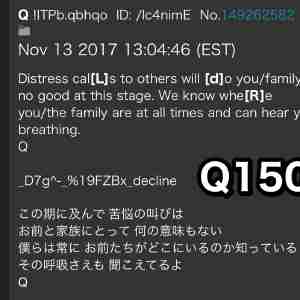 Q !ITPb.qbhqo ID: /Ic4nimE No.149262582
Nov 13 2017 13:04:46 (EST)
Distress cal[L]s to others will [d]o you/family
no good at this stage. We know whe[R]e
you/the family are at all times and can hear y
breathing.
Q
_D7g^-_%19FZBx_decline
Q150
この期に及んで 苦悩の叫びは
お前と家族にとって 何の意味もない
僕らは常に お前たちがどこにいるのか知っている
その呼吸さえも 聞こえてるよ
Q